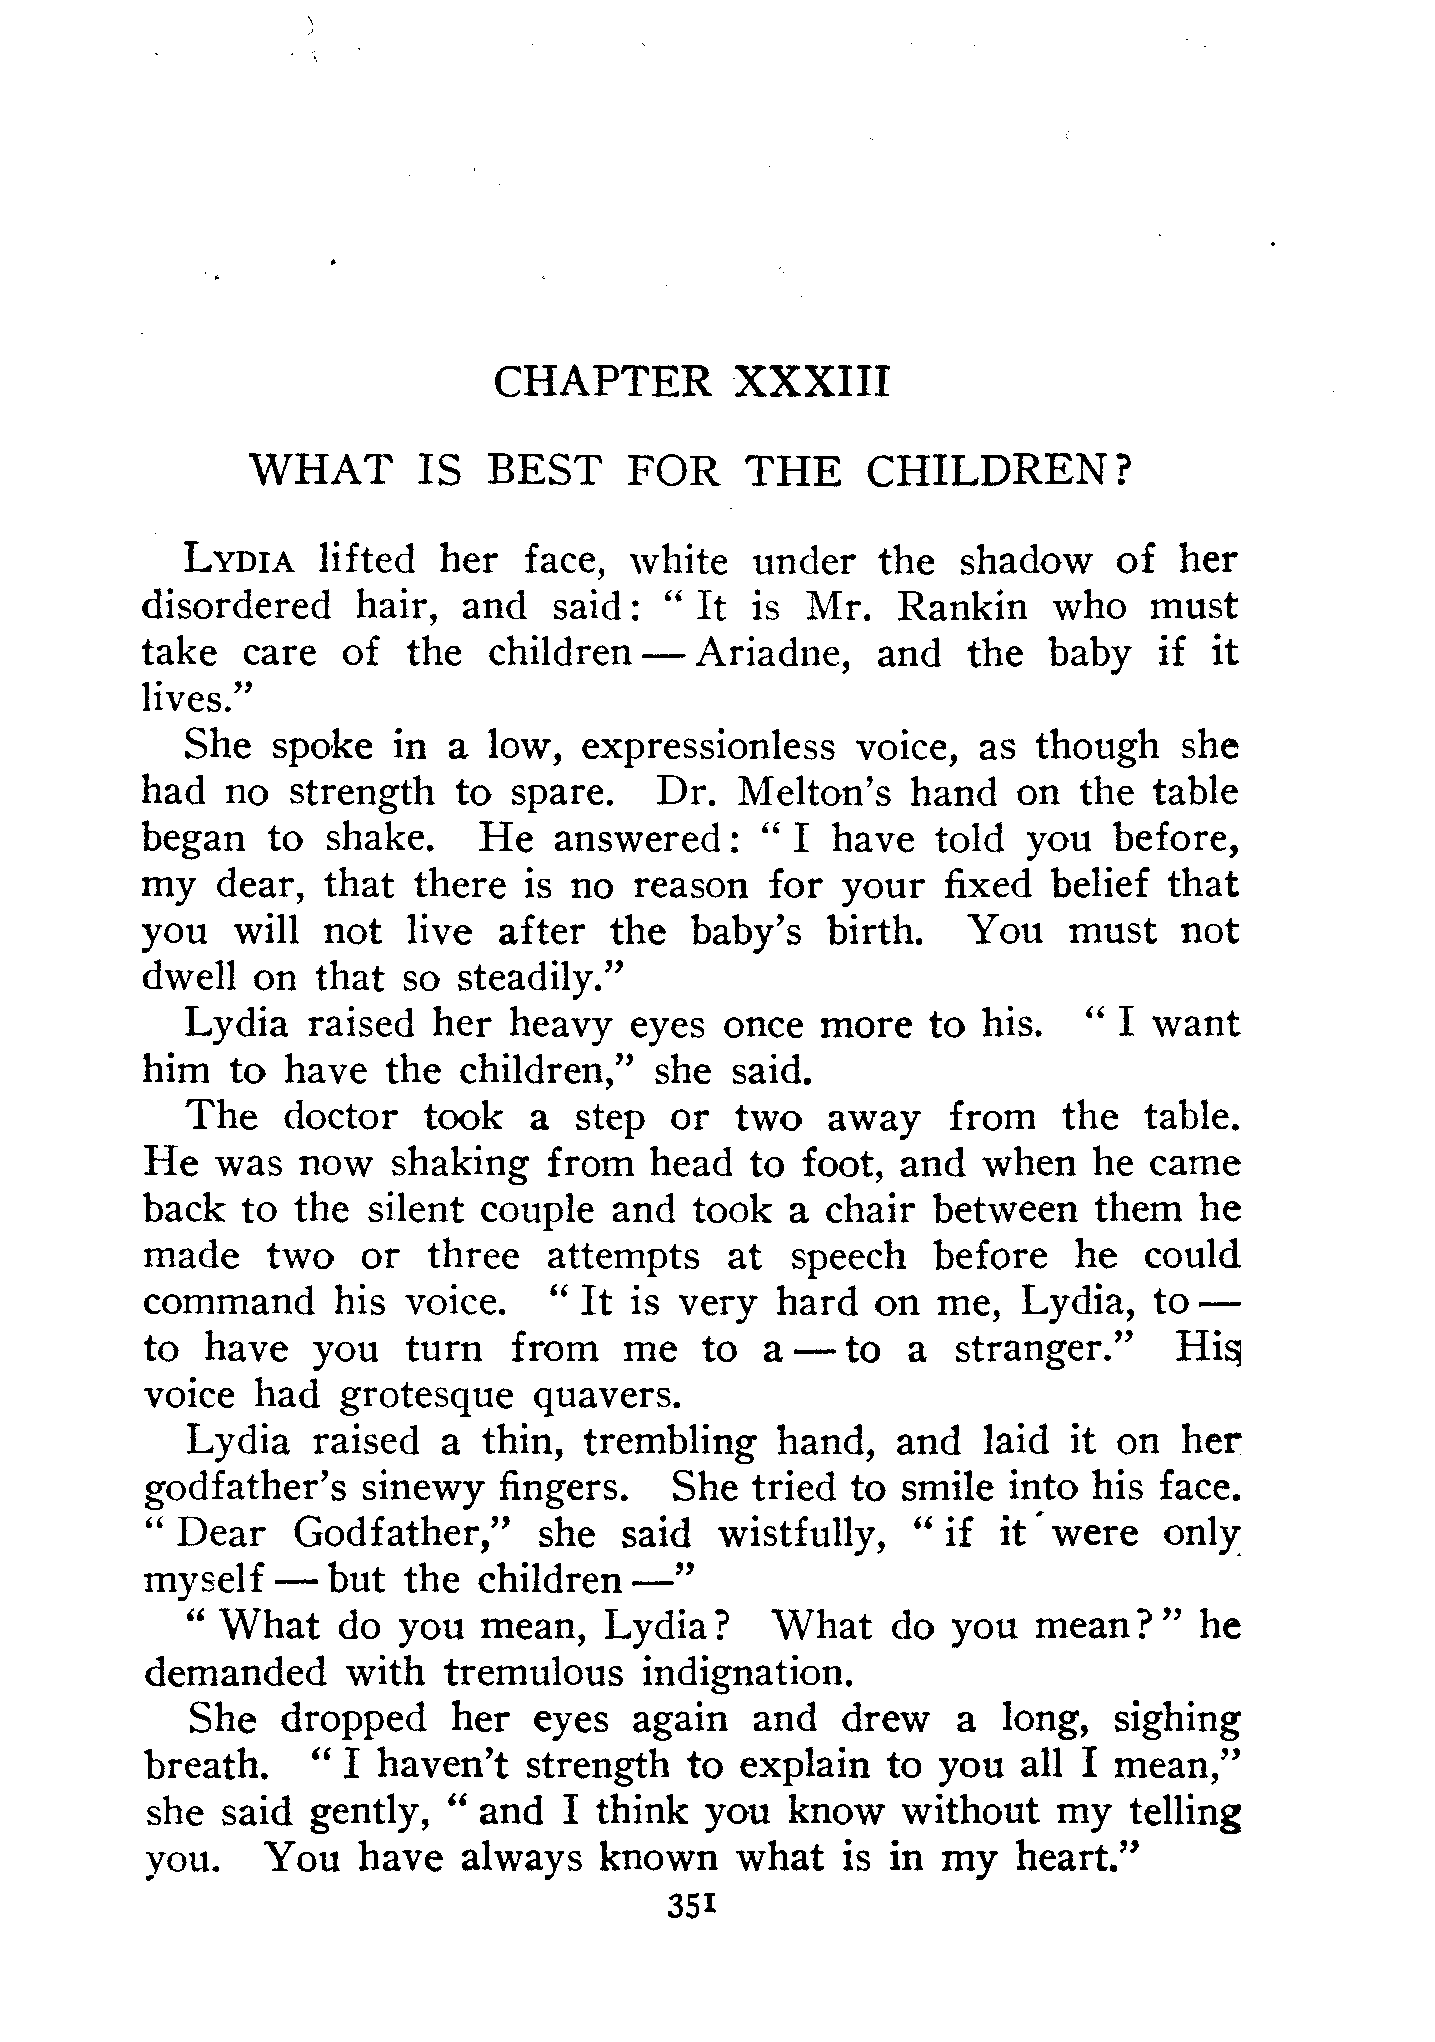 CHAPTER XXXIII
WHAT IS BEST FOR THE CHILDREN?
LYDIA lifted her face, white under the shadow of her
disordered hair, and said: “ It is Mr. Rankin who must
take care of the children — Ariadne, and the baby if it
lives.”
She spoke in a low, expressionless voice, as though she
had no strength to spare. Dr. Melton's hand on the table
began to shake. He answered: “ I have told you before,
my dear, that there is no reason for your fixed belief that
you will not live after the baby's birth. You must not
dwell on that so steadily.”
Lydia raised her heavy eyes once more to his. “ I want
him to have the children,” she said.
The doctor took a step or two away from the table.
He was now shaking from head to foot, and when he came
back to the silent couple and took a chair between them he
made two or three attempts at speech before he could
command his voice. “ It is very hard on me, Lydia, to —
to have you turn from me to a — to a stranger.” His
voice had grotesque quavers.
Lydia raised a thin, trembling hand, and laid it on her
godfather's sinewy fingers. She tried to smile into his face.
“ Dear Godfather,” she said wistfully, “ if it were only
myself — but the children —”
“ What do you mean, Lydia? What do you mean? ” he
demanded with tremulous indignation.
She dropped her eyes again and drew a long, sighing
breath. “ I haven't strength to explain to you all I mean,”
she said gently, “ and I think you know without my telling
you. You have always known what is in my heart.”
351